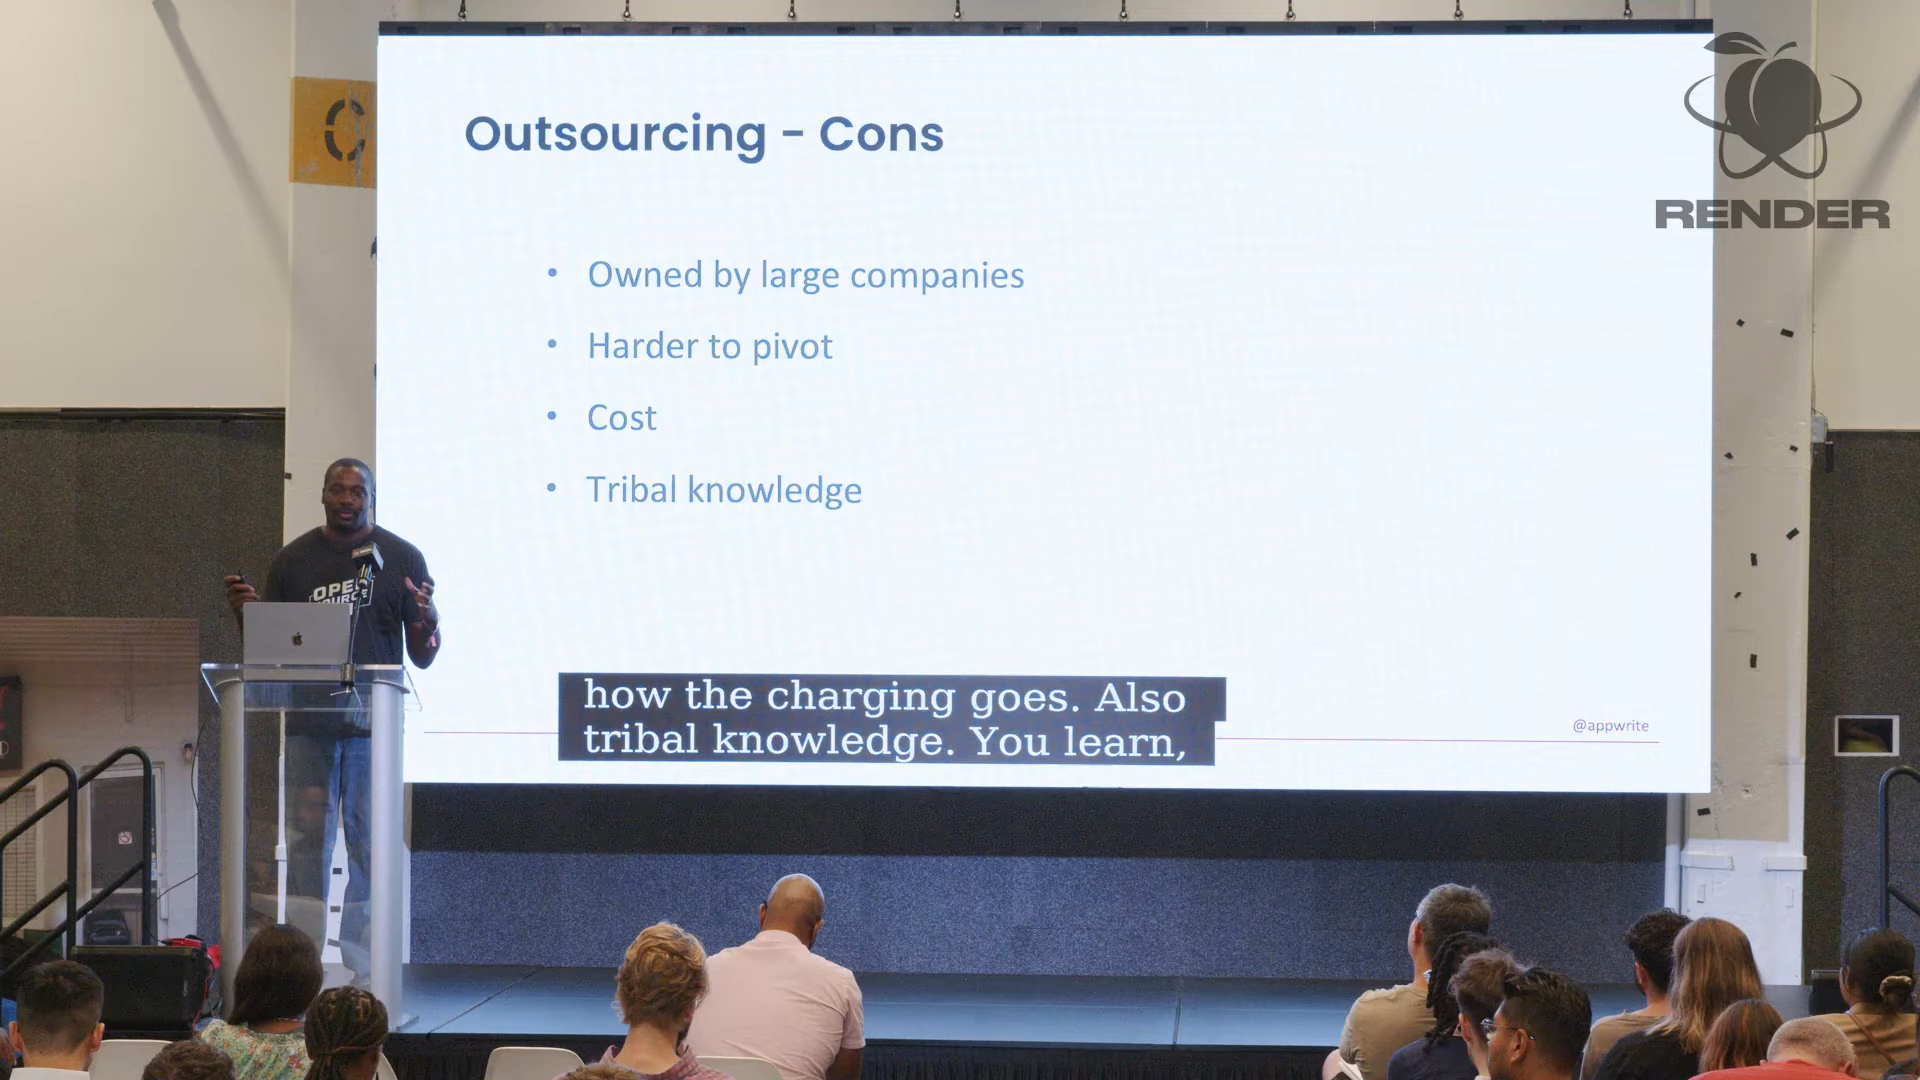 Outsourcing - Cons
• Owned by large companies
• Harder to pivot
• Cost
• Tribal knowledge
how the charging goes. Also
tribal knowledge. You learn,
@appwrite
RENDER
OPEN